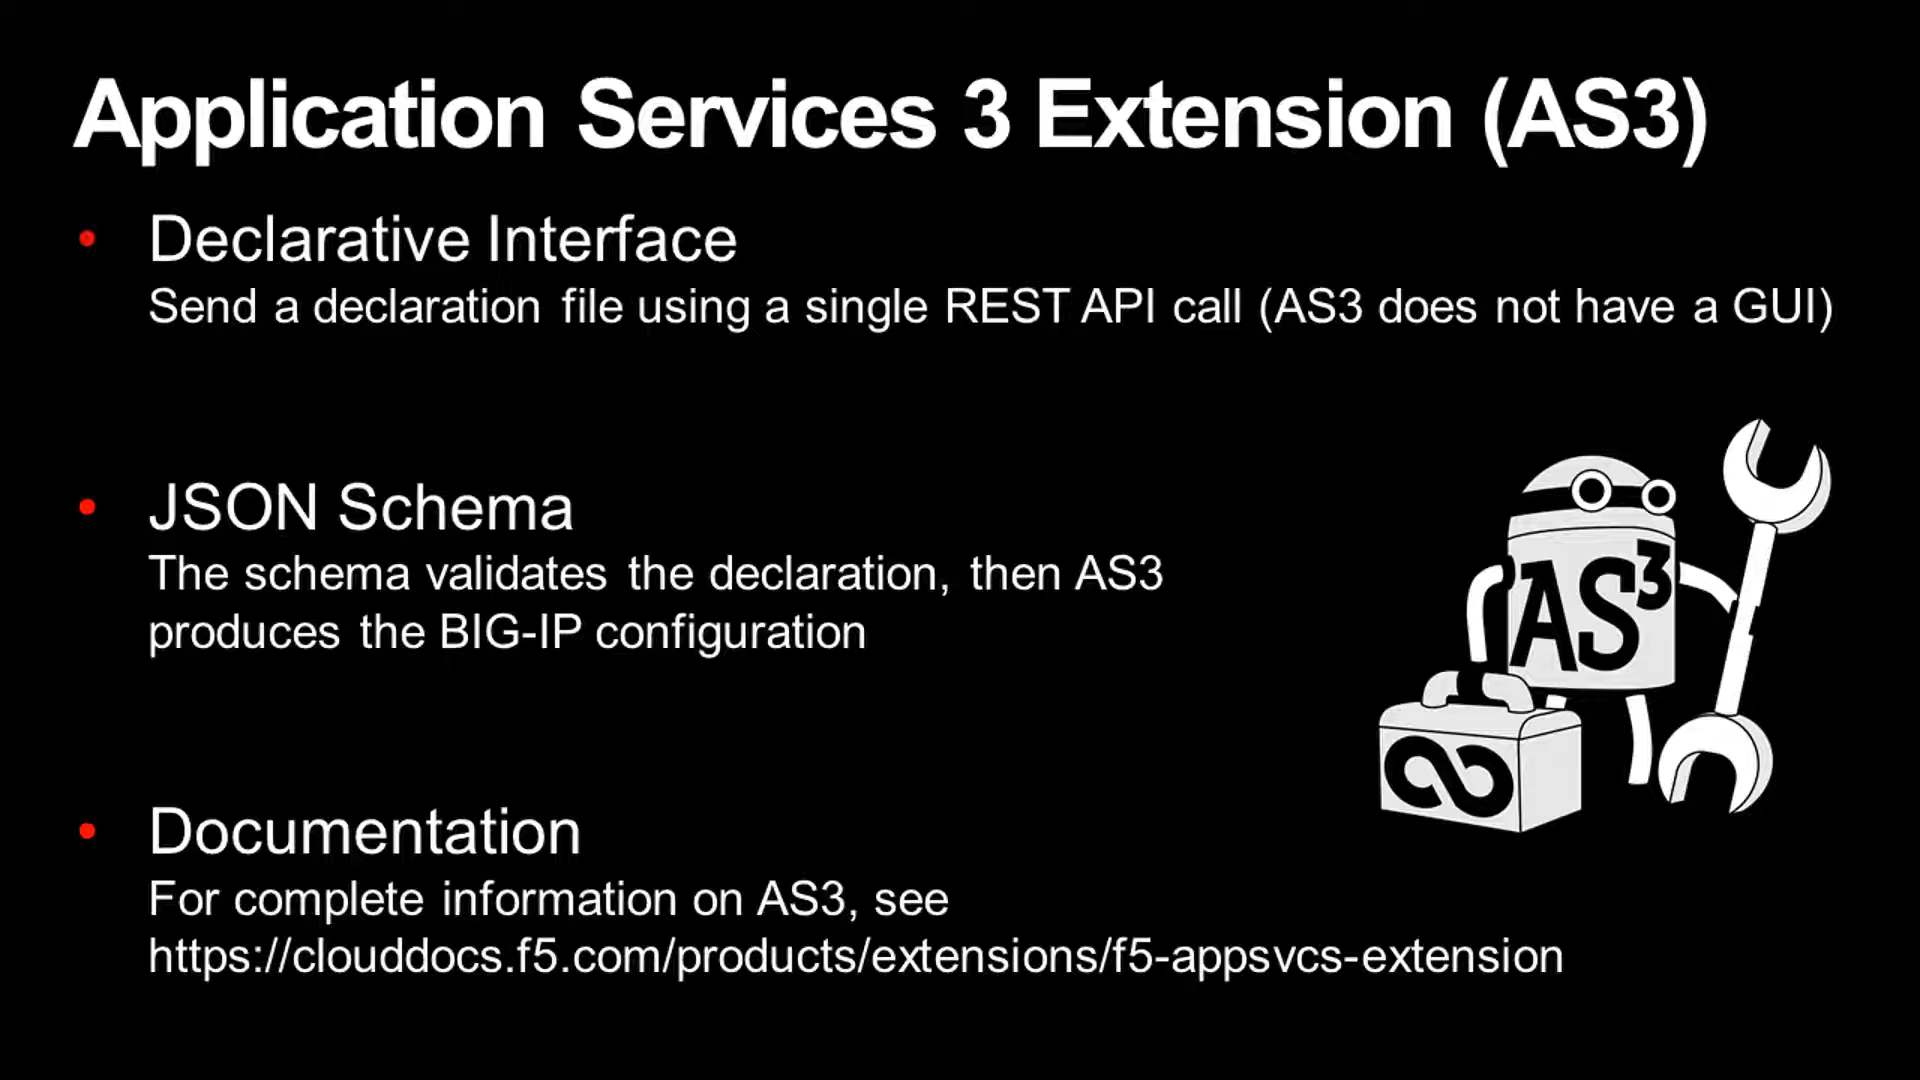 Application Services 3 Extension (AS3)
• Declarative Interface
Send a declaration file using a single REST API call (AS3 does not have a GUI)
• JSON Schema
The schema validates the declaration, then AS3
produces the BIG-IP configuration
AS3
• Documentation
For complete information on AS3, see
https://clouddocs.f5.com/products/extensions/f5-appsvcs-extension